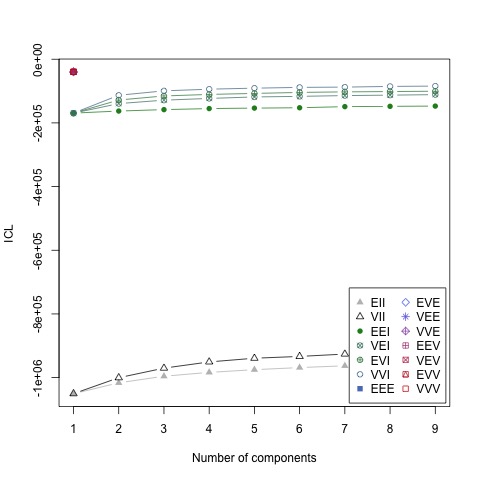 0e+00
-2e+05
-4e+05
-6e+05
-8e+05
-1e+06
ICL
EII EVE
VII VEE
EEI VVE
VEI EEV
EVI VEV
VVI EVV
EEE VVV
1 2 3 4 5 6 7 8 9
Number of components